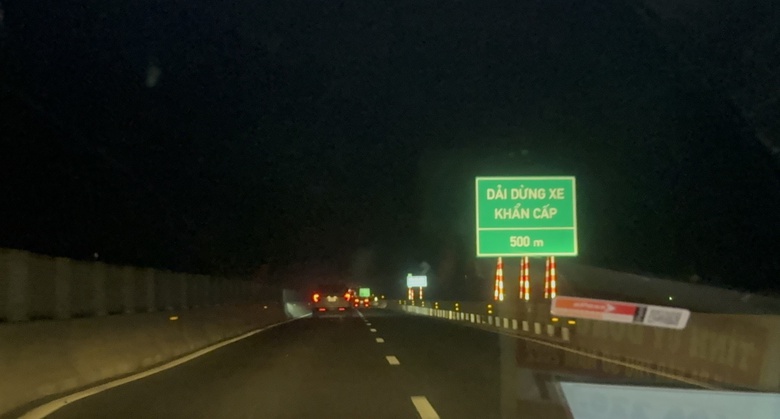 DẢI DỪNG XE
KHẨN CẤP
500 m